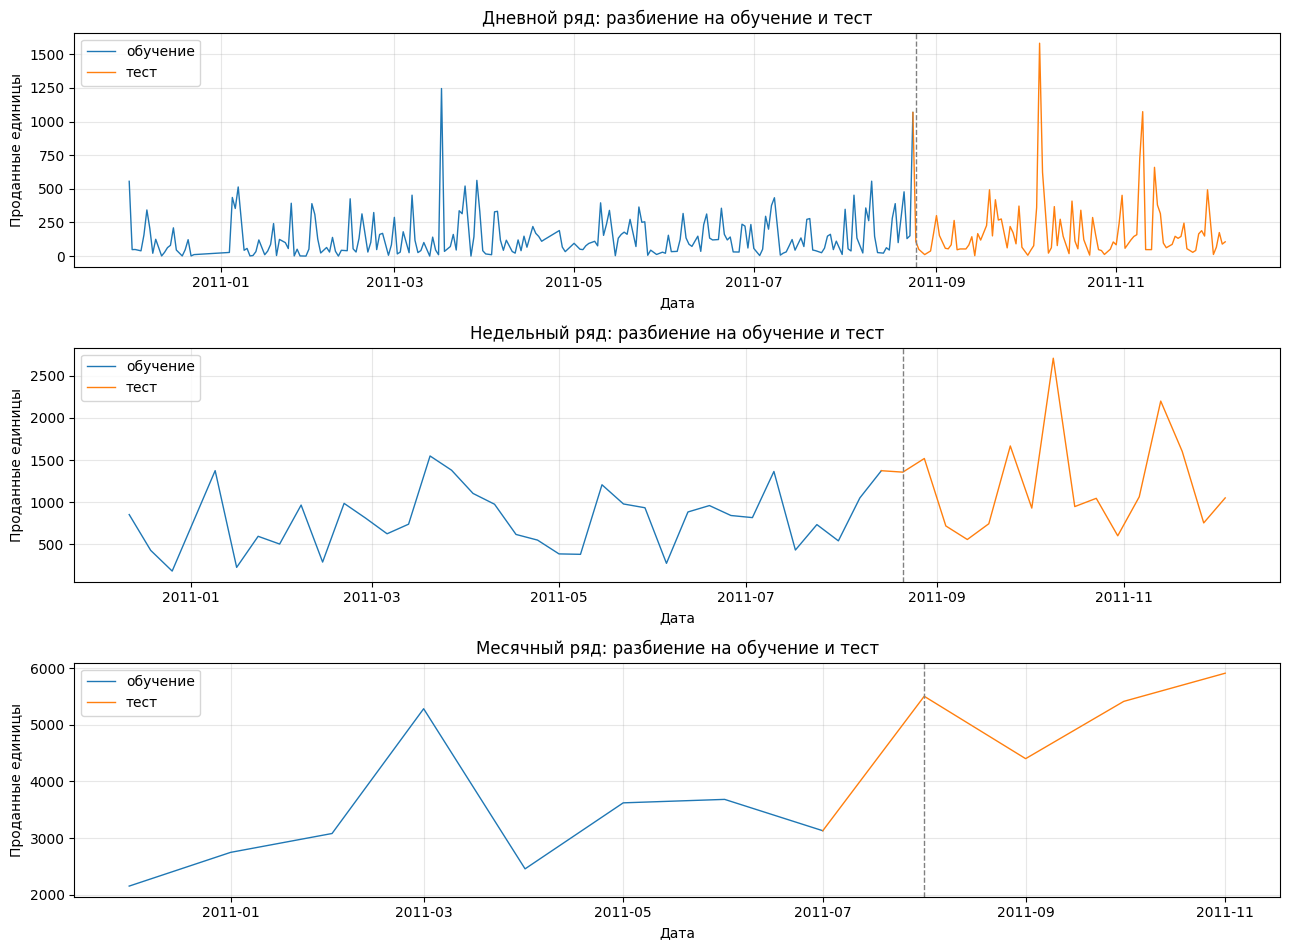 Дневной ряд: разбиение на обучение и тест
обучение
тест
Проданные единицы
1500
1250
1000
750
500
250
0
2011-01 2011-03 2011-05 2011-07 2011-09 2011-11
Дата
Недельный ряд: разбиение на обучение и тест
обучение
тест
Проданные единицы
2500
2000
1500
1000
500
2011-01 2011-03 2011-05 2011-07 2011-09 2011-11
Дата
Месячный ряд: разбиение на обучение и тест
обучение
тест
Проданные единицы
6000
5000
4000
3000
2000
2011-01 2011-03 2011-05 2011-07 2011-09 2011-11
Дата